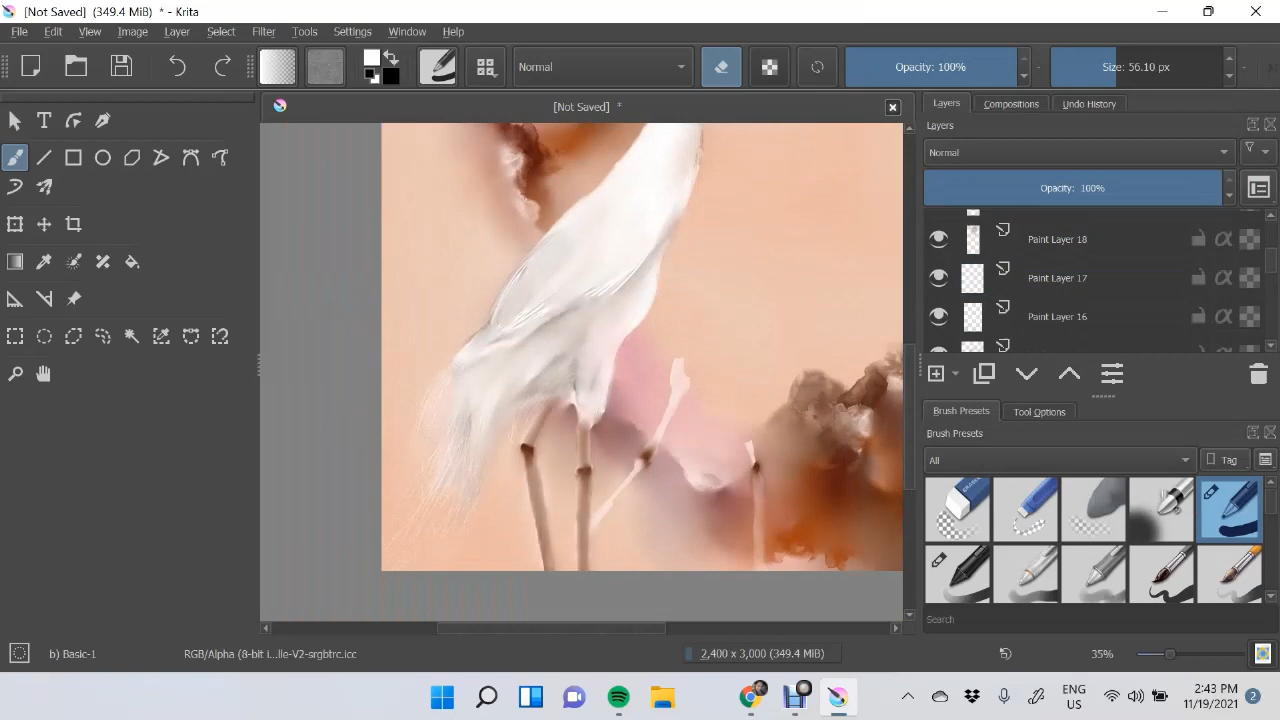 [Not Saved] (349.4 MiB) * - Krita
File Edit View Image Layer Select Filter Tools Settings Window Help
Normal
Opacity: 100%
Size: 56.10 px
[Not Saved] *
Layers Compositions Undo History
Layers
Normal
Opacity: 100%
Paint Layer 18
Paint Layer 17
Paint Layer 16
Brush Presets Tool Options
Brush Presets
All
Tag
Search
b) Basic-1
RGB/Alpha (8-bit i...lle-V2-srgbtrc.icc
2,400 x 3,000 (349.4 MiB)
35%
ENG
US
2:43 PM
11/19/2021
2